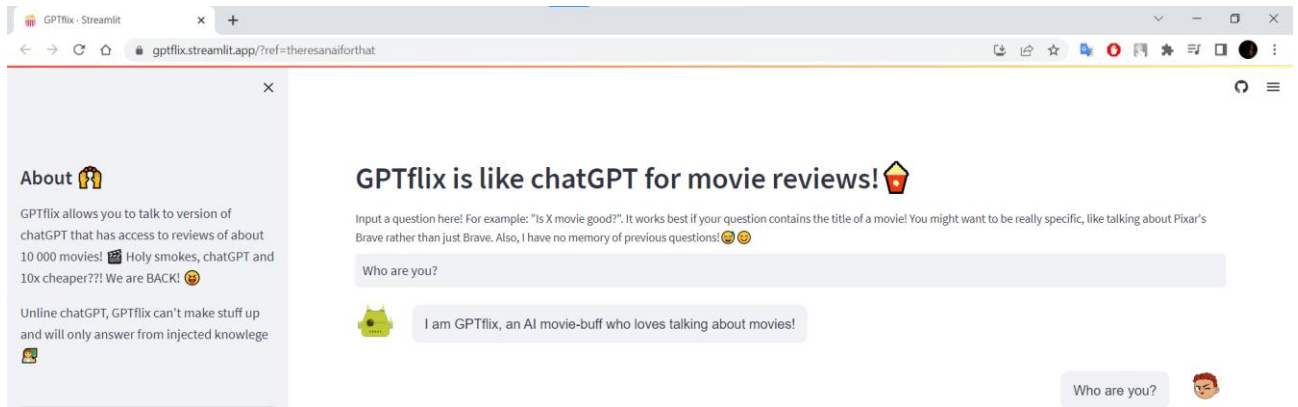 GPTflix · Streamlit
gptflix.streamlit.app/?ref=theresanaiforthat
About
GPTflix allows you to talk to version of
chatGPT that has access to reviews of about
10 000 movies! 🎬 Holy smokes, chatGPT and
10x cheaper??! We are BACK! 😆
Unline chatGPT, GPTflix can't make stuff up
and will only answer from injected knowlege
GPTflix is like chatGPT for movie reviews!
Input a question here! For example: "Is X movie good?". It works best if your question contains the title of a movie! You might want to be really specific, like talking about Pixar's
Brave rather than just Brave. Also, I have no memory of previous questions!😅😊
Who are you?
I am GPTflix, an AI movie-buff who loves talking about movies!
Who are you?